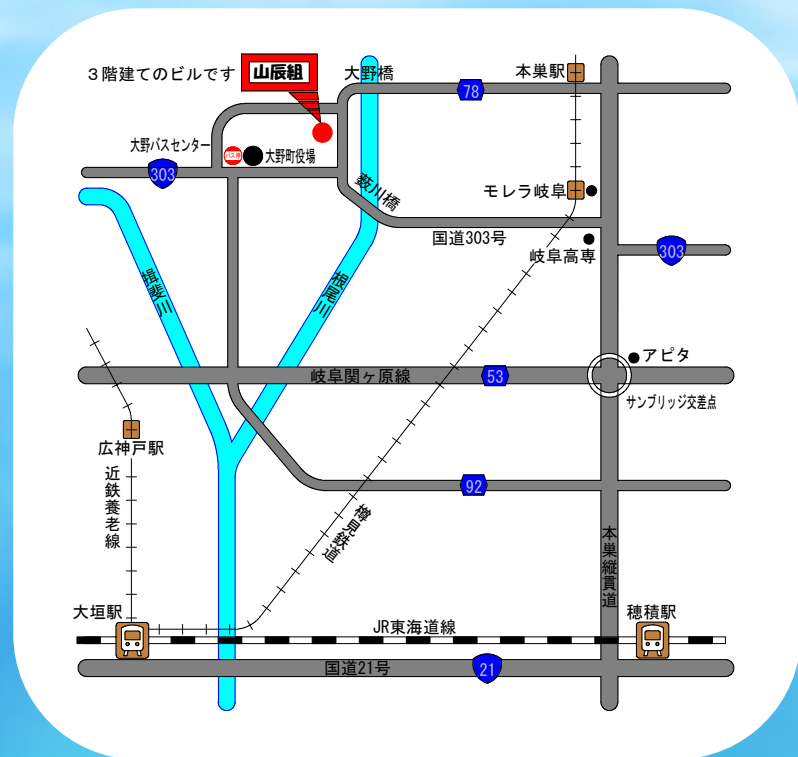 3階建てのビルです
山辰組
大野橋
本巣駅
78
大野バスセンター
バス停
大野町役場
303
薮川橋
モレラ岐阜
国道303号
岐阜高専
303
揖斐川
根尾川
アピタ
岐阜関ヶ原線
53
サンブリッジ交差点
広神戸駅
近鉄養老線
92
樽見鉄道
本巣縦貫道
大垣駅
JR東海道線
穂積駅
国道21号
21